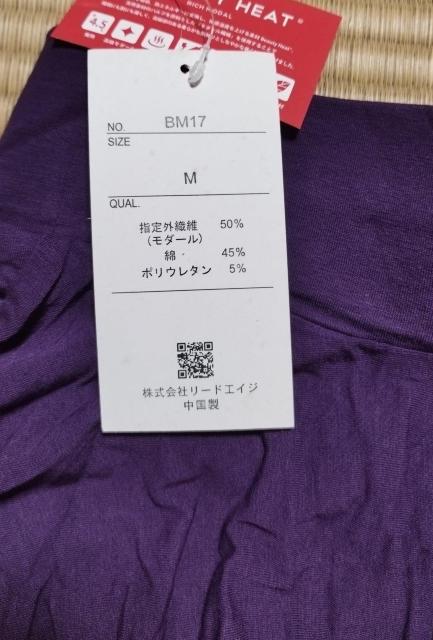 HEAT®
RICH MODAL
4.5
NO. BM17
SIZE
M
QUAL.
指定外繊維 50%
(モダール)
綿 45%
ポリウレタン 5%
株式会社リードエイジ
中国製